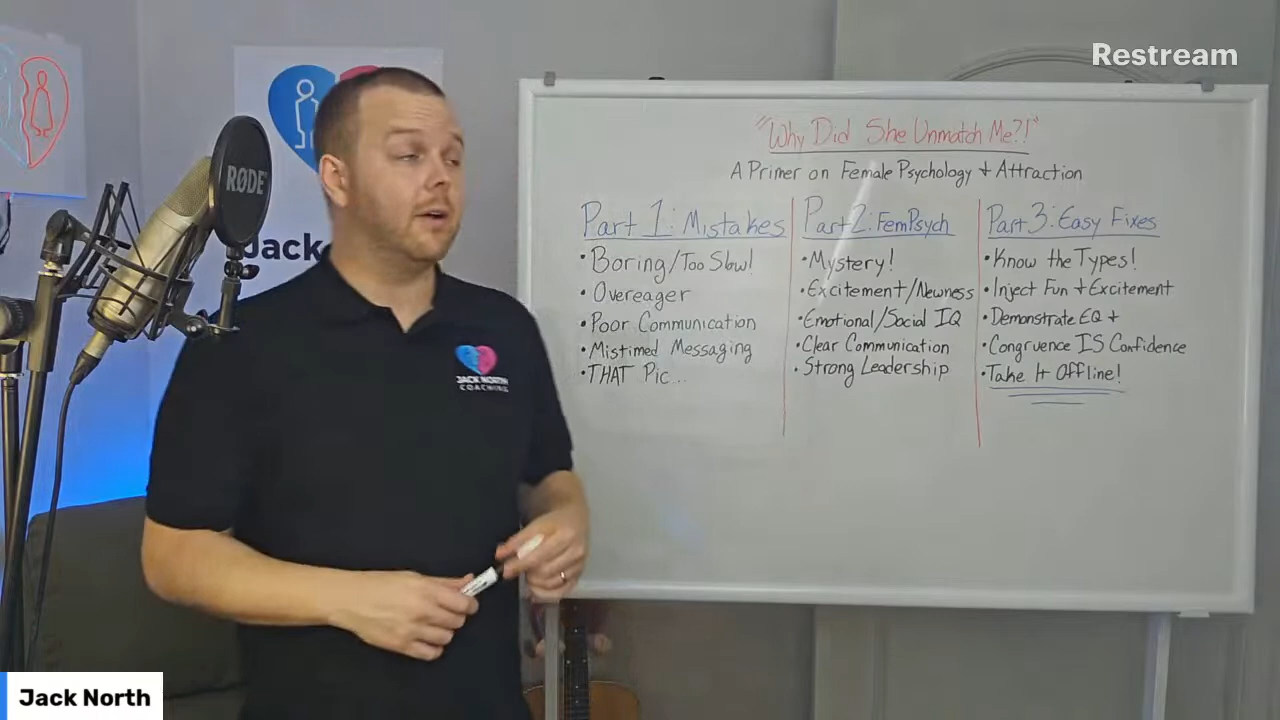 Restream
"Why Did She Unmatch Me?!"
A Primer on Female Psychology + Attraction
Part 1: Mistakes
• Boring/Too Slow!
• Overeager
• Poor Communication
• Mistimed Messaging
• THAT Pic...
Part 2: FemPsych
• Mystery!
• Excitement/Newness
• Emotional/Social IQ
• Clear Communication
• Strong Leadership
Part 3: Easy Fixes
• Know the Types!
• Inject Fun + Excitement
• Demonstrate EQ +
• Congruence IS Confidence
• Take It Offline!
RØDE
Jack
JACK NORTH
COACHING
Jack North